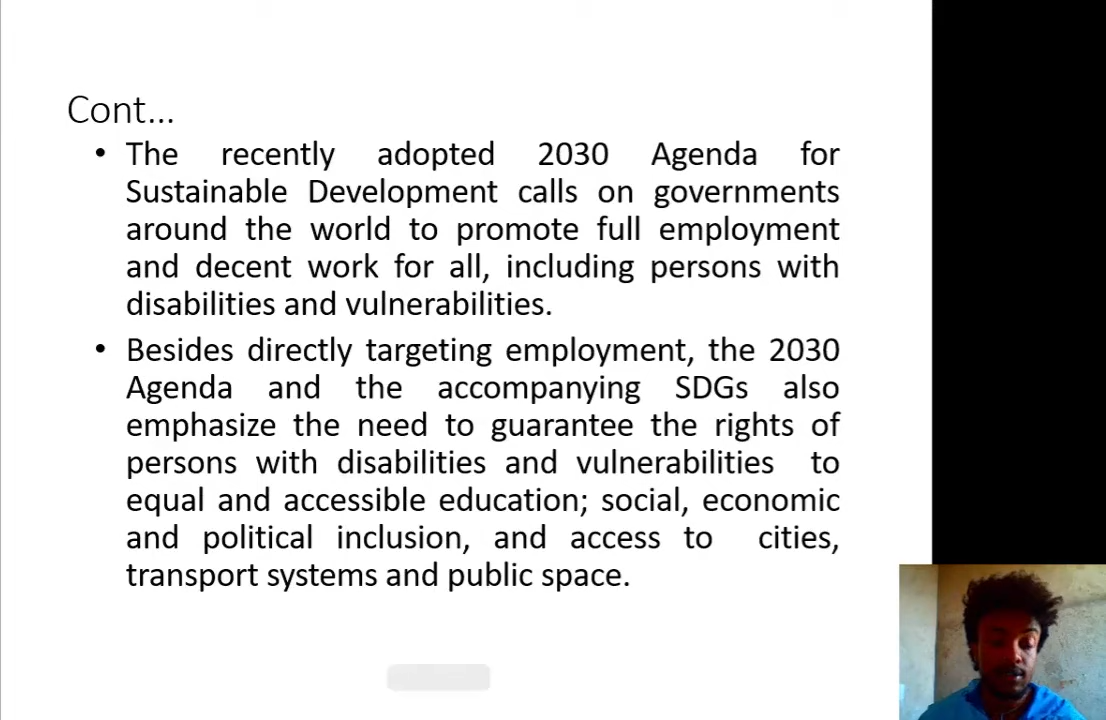 Cont...
• The recently adopted 2030 Agenda for
Sustainable Development calls on governments
around the world to promote full employment
and decent work for all, including persons with
disabilities and vulnerabilities.
• Besides directly targeting employment, the 2030
Agenda and the accompanying SDGs also
emphasize the need to guarantee the rights of
persons with disabilities and vulnerabilities to
equal and accessible education; social, economic
and political inclusion, and access to cities,
transport systems and public space.